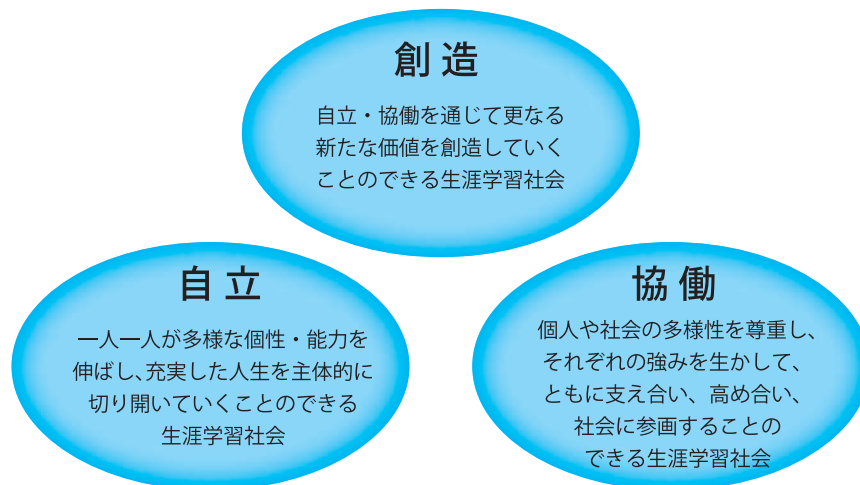 創造
自立・協働を通じて更なる
新たな価値を創造していく
ことのできる生涯学習社会
自立
一人一人が多様な個性・能力を
伸ばし、充実した人生を主体的に
切り開いていくことのできる
生涯学習社会
協働
個人や社会の多様性を尊重し、
それぞれの強みを生かして、
ともに支え合い、高め合い、
社会に参画することの
できる生涯学習社会